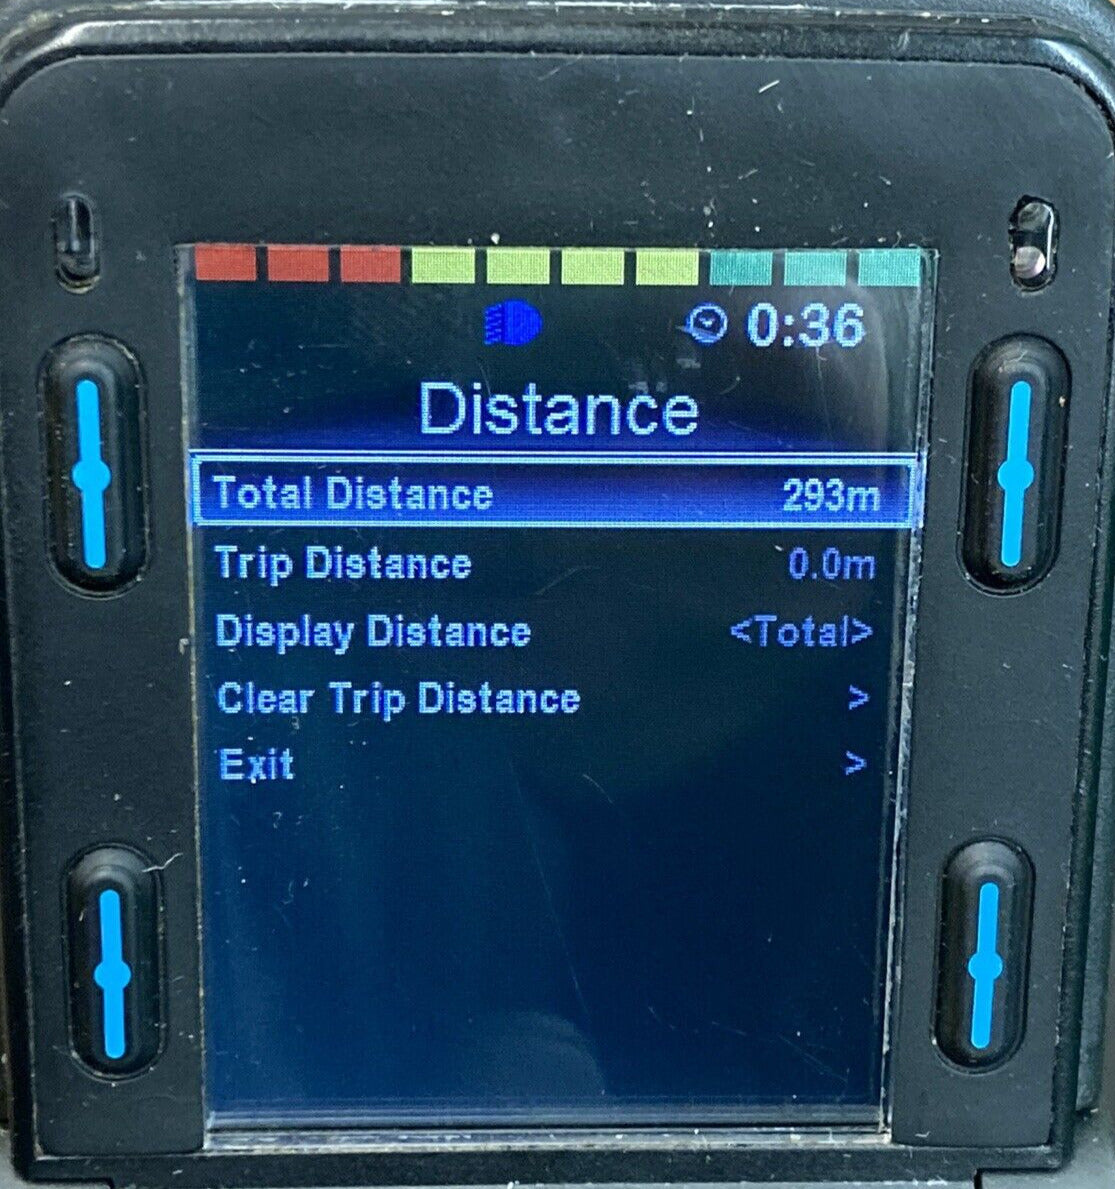 0:36
Distance
Total Distance 293m
Trip Distance 0.0m
Display Distance <Total>
Clear Trip Distance >
Exit >